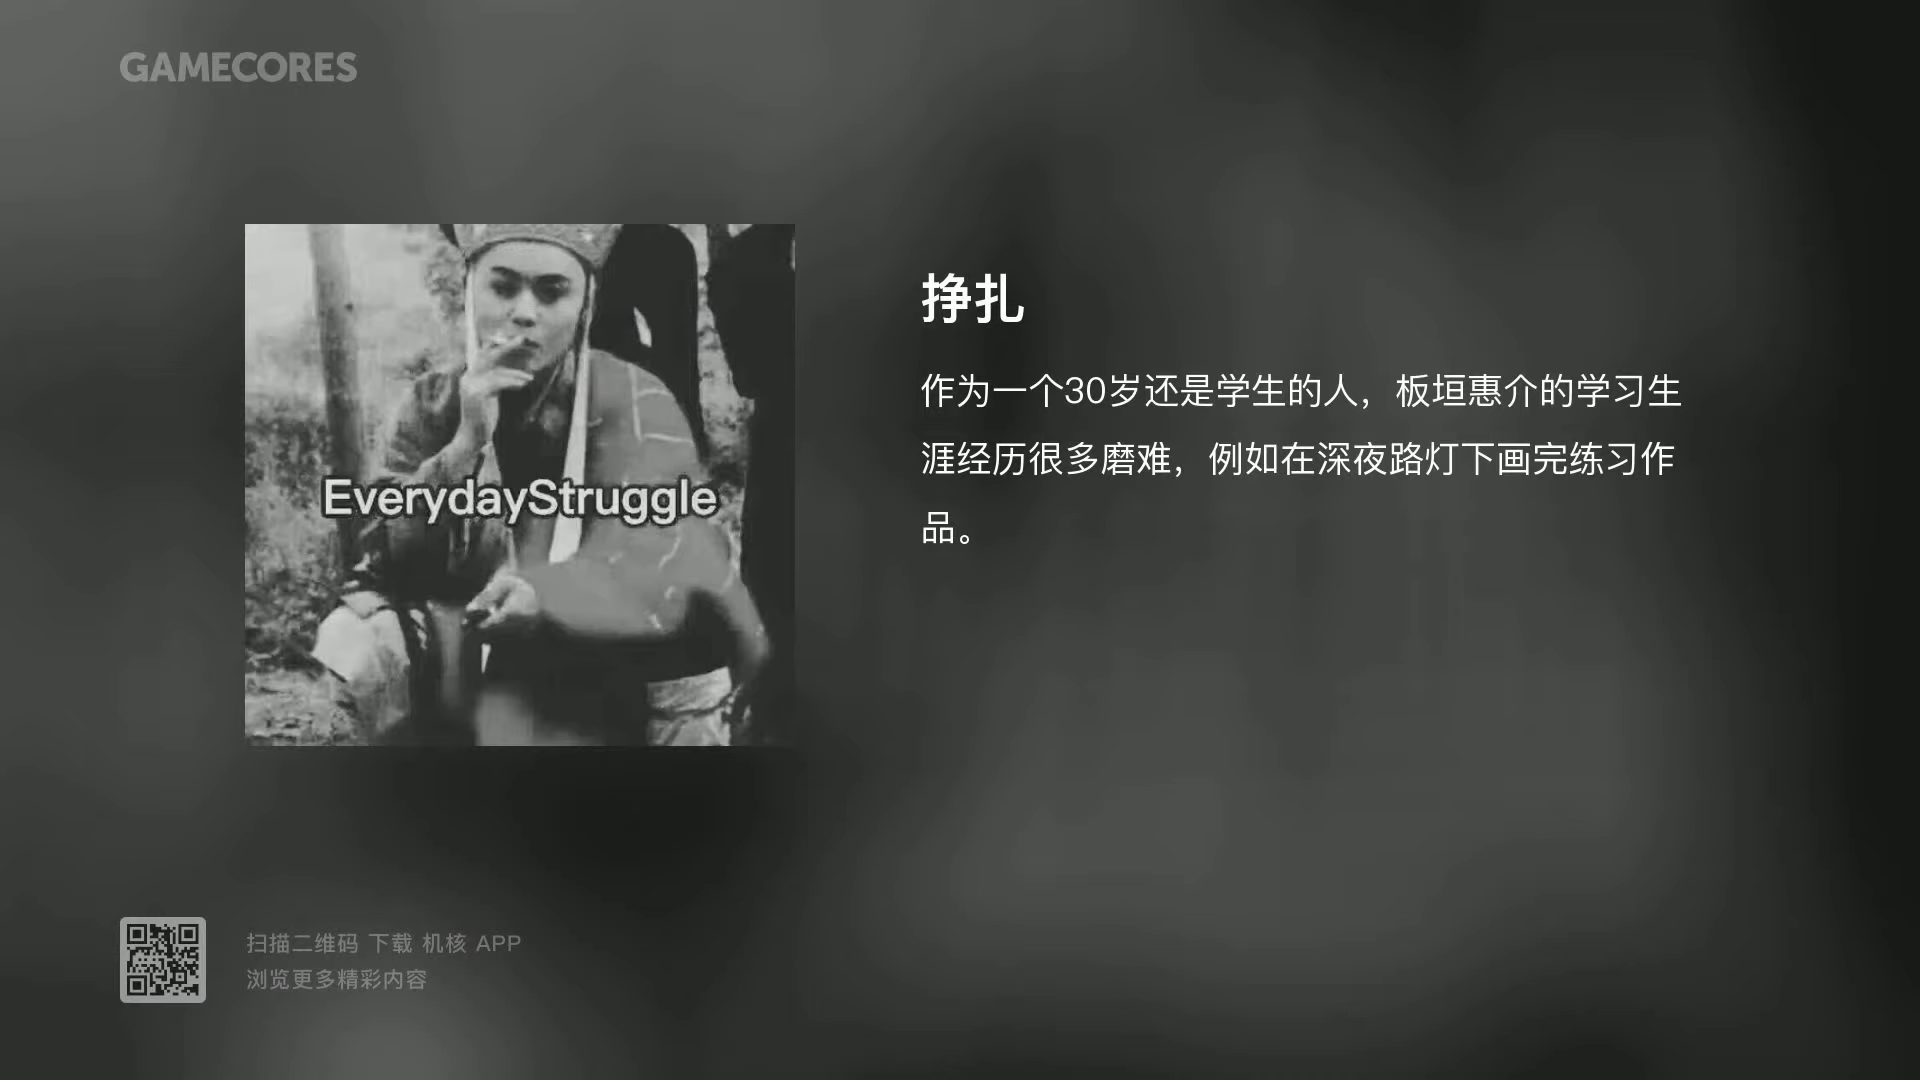 GAMECORES
EverydayStruggle
挣扎
作为一个30岁还是学生的人，板垣惠介的学习生
涯经历很多磨难，例如在深夜路灯下画完练习作
品。
扫描二维码 下载 机核 APP
浏览更多精彩内容